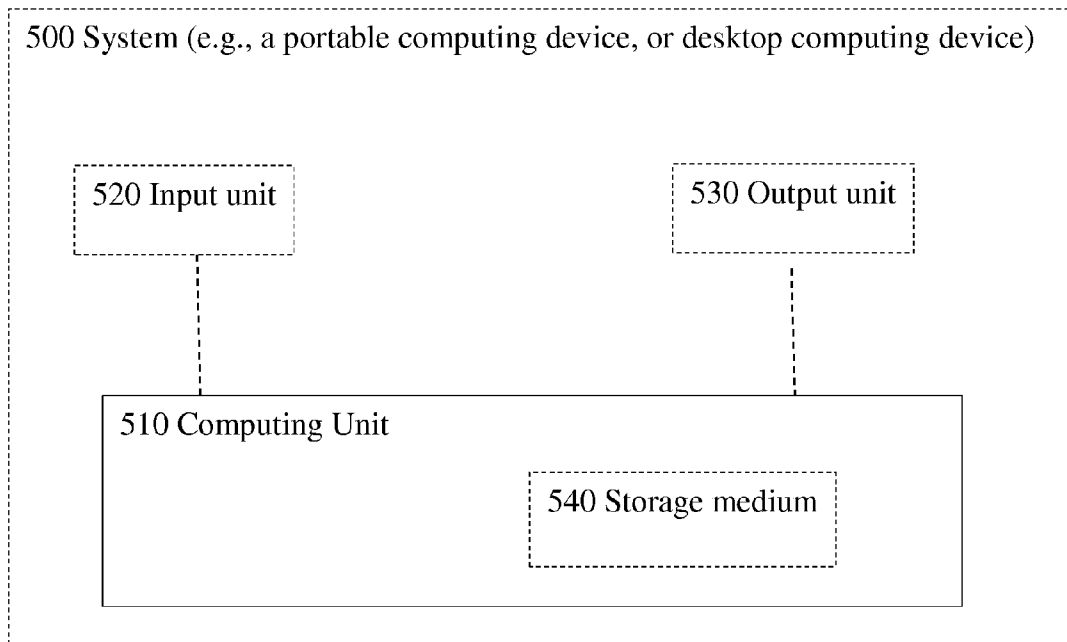 500 System (e.g., a portable computing device, or desktop computing device)
520 Input unit
530 Output unit
510 Computing Unit
540 Storage medium